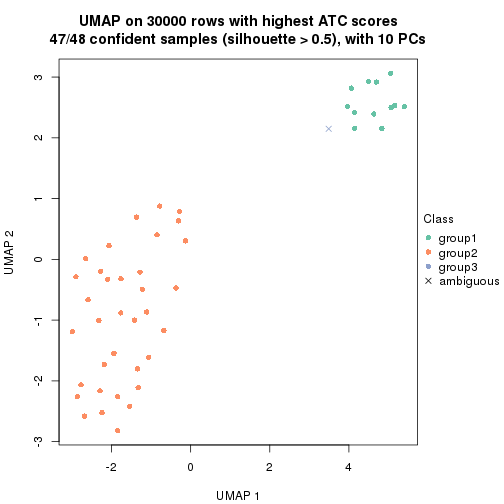 UMAP on 30000 rows with highest ATC scores
47/48 confident samples (silhouette > 0.5), with 10 PCs
3
2
1
0
-1
-2
-3
UMAP 2
-2
0
2
4
UMAP 1
Class
group1
group2
group3
ambiguous